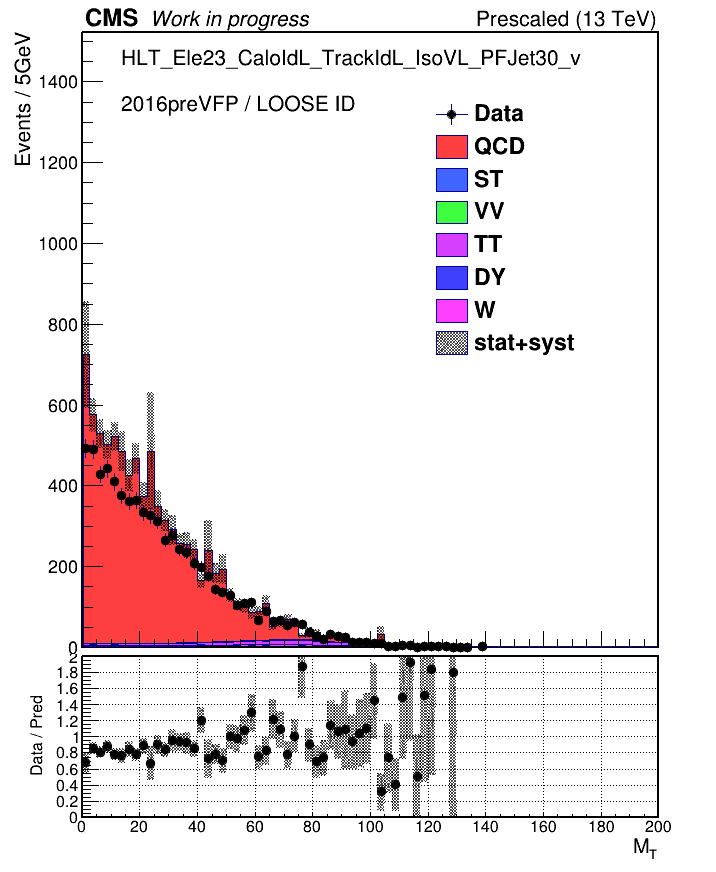 CMS Work in progress Prescaled (13 TeV)
Events / 5GeV
HLT_Ele23_CaloIdL_TrackIdL_IsoVL_PFJet30_v
2016preVFP / LOOSE ID
Data
QCD
ST
VV
TT
DY
W
stat+syst
1400
1200
1000
800
600
400
200
0
Data / Pred
2
1.8
1.6
1.4
1.2
1
0.8
0.6
0.4
0.2
0
0 20 40 60 80 100 120 140 160 180 200
M_T